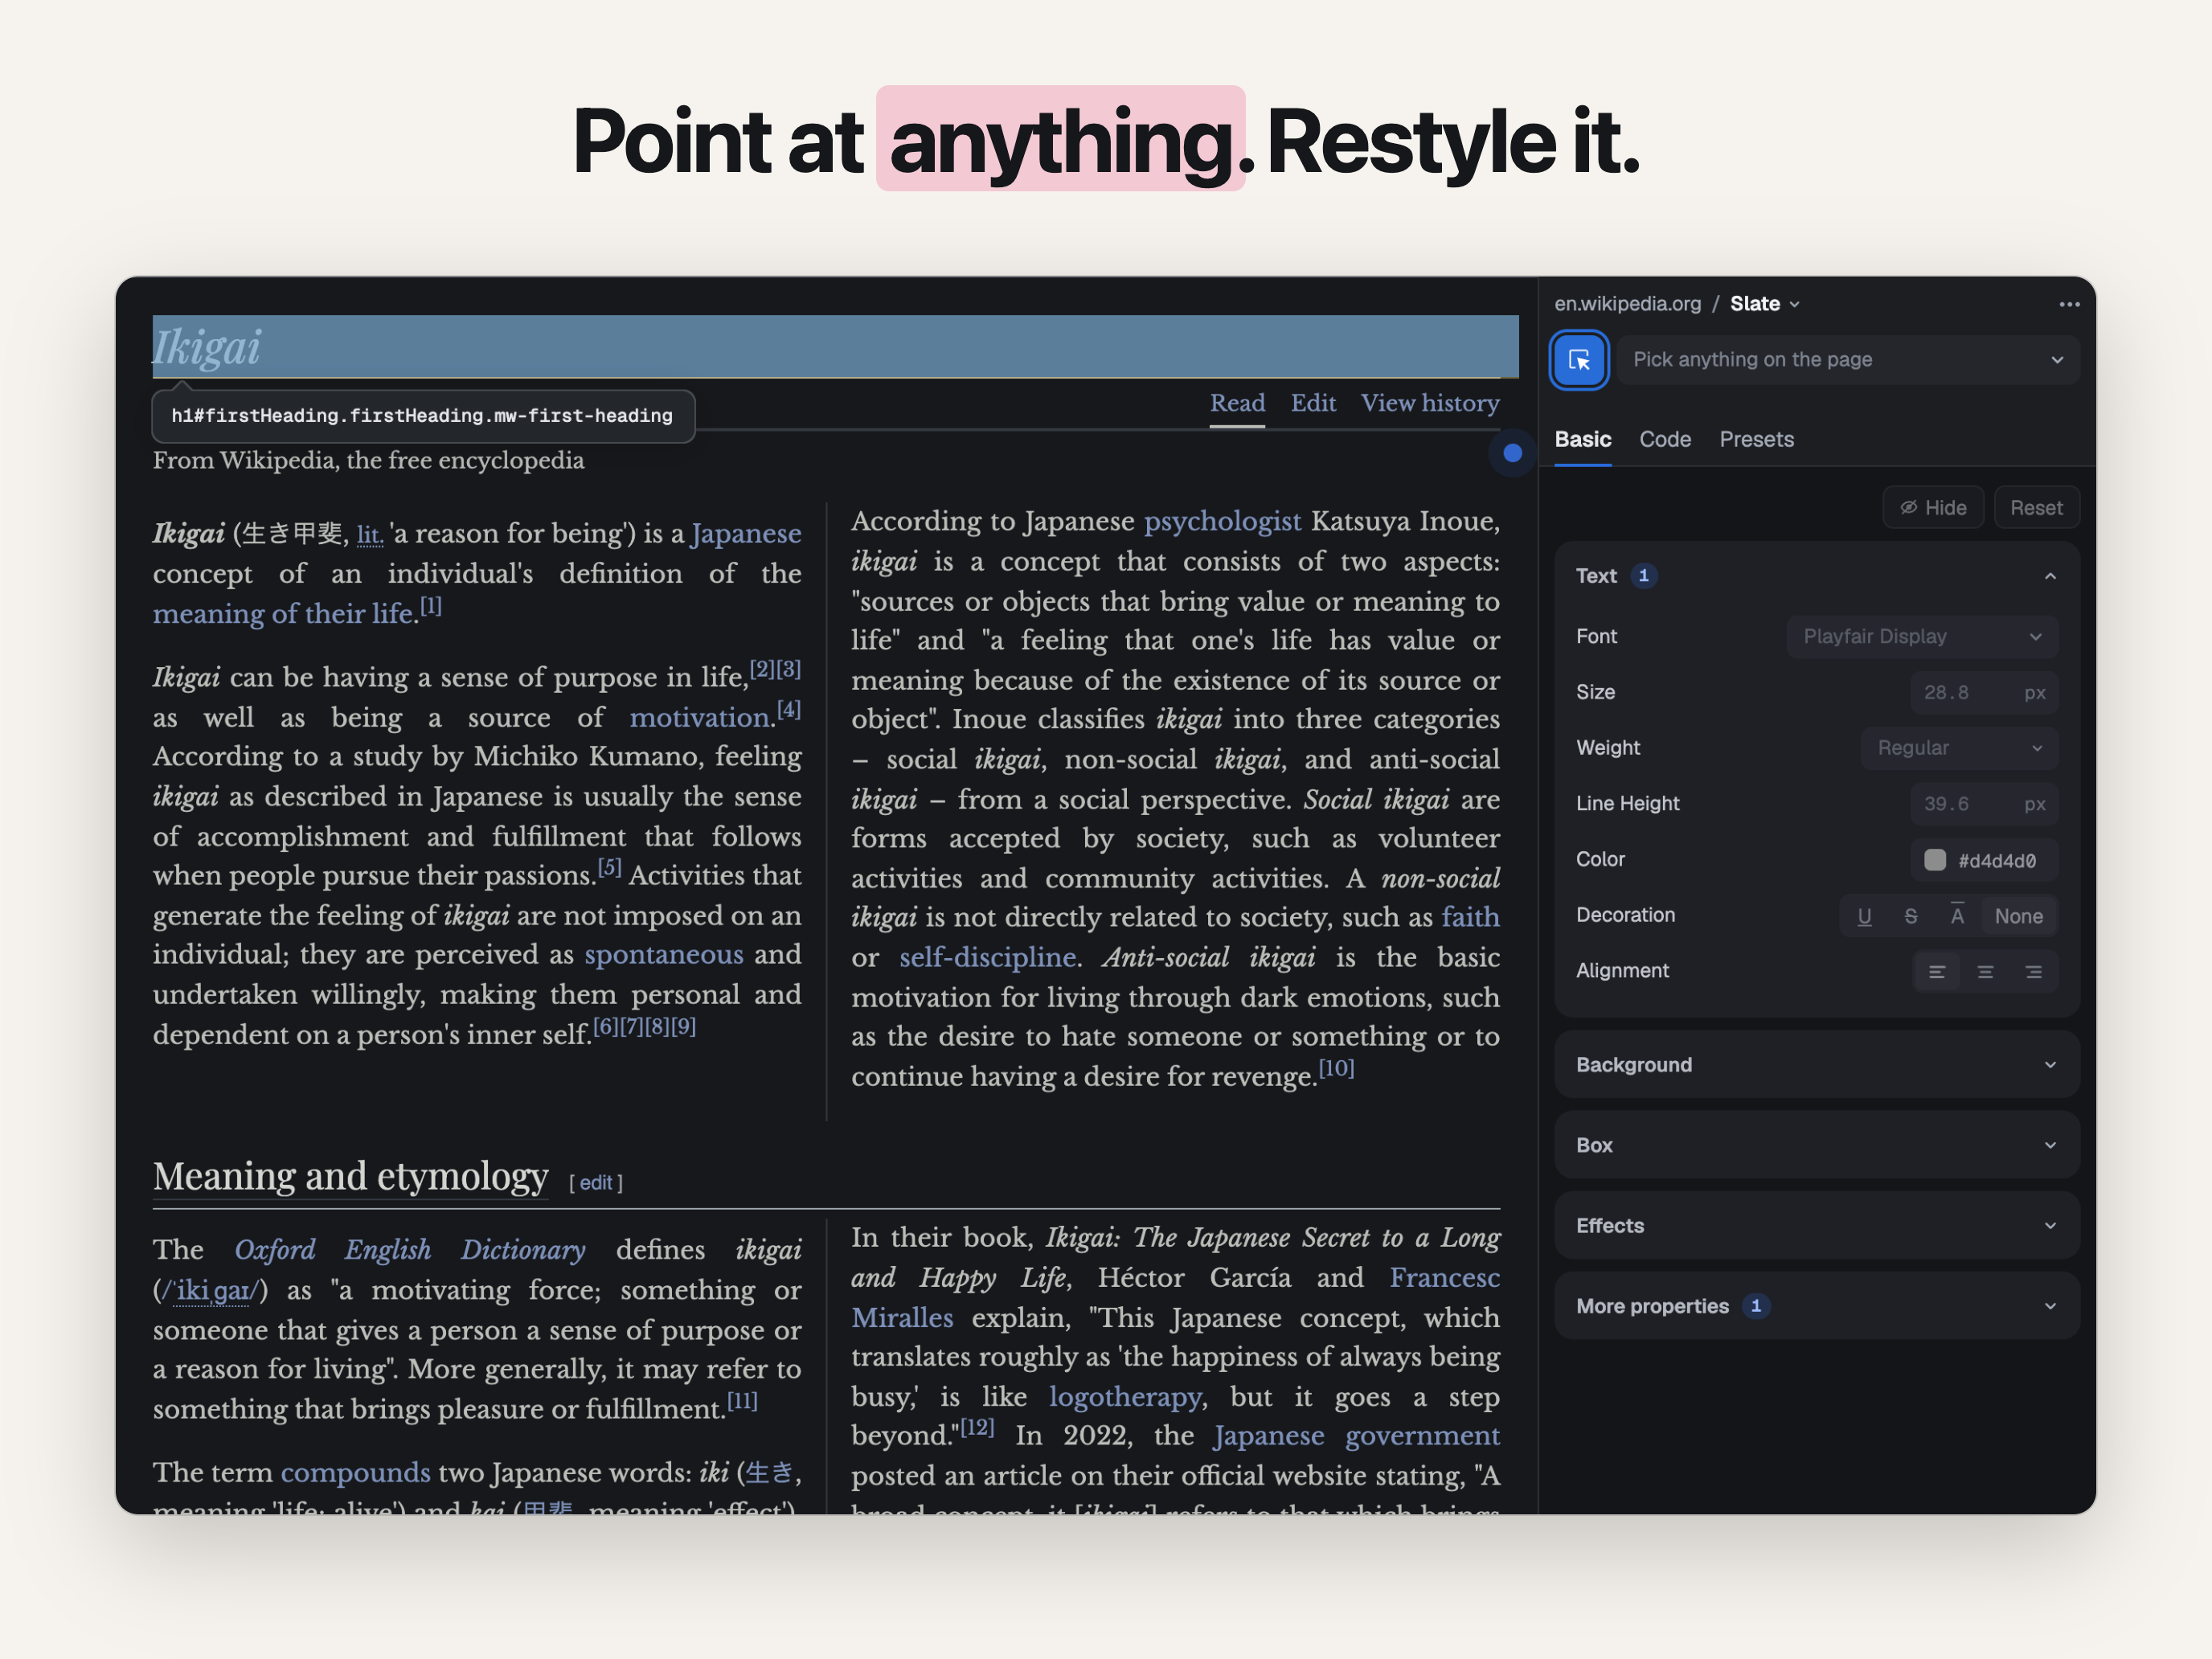 Point at anything. Restyle it.
Ikigai
h1#firstHeading.firstHeading.mw-first-heading
Read Edit View history
From Wikipedia, the free encyclopedia
Ikigai (生き甲斐, lit. 'a reason for being') is a Japanese
concept of an individual's definition of the
meaning of their life.[1]
Ikigai can be having a sense of purpose in life,[2][3]
as well as being a source of motivation.[4]
According to a study by Michiko Kumano, feeling
ikigai as described in Japanese is usually the sense
of accomplishment and fulfillment that follows
when people pursue their passions.[5] Activities that
generate the feeling of ikigai are not imposed on an
individual; they are perceived as spontaneous and
undertaken willingly, making them personal and
dependent on a person's inner self.[6][7][8][9]
According to Japanese psychologist Katsuya Inoue,
ikigai is a concept that consists of two aspects:
"sources or objects that bring value or meaning to
life" and "a feeling that one's life has value or
meaning because of the existence of its source or
object". Inoue classifies ikigai into three categories
– social ikigai, non-social ikigai, and anti-social
ikigai – from a social perspective. Social ikigai are
forms accepted by society, such as volunteer
activities and community activities. A non-social
ikigai is not directly related to society, such as faith
or self-discipline. Anti-social ikigai is the basic
motivation for living through dark emotions, such
as the desire to hate someone or something or to
continue having a desire for revenge.[10]
Meaning and etymology [ edit ]
The Oxford English Dictionary defines ikigai
(/ˈikiˌɡaɪ/) as "a motivating force; something or
someone that gives a person a sense of purpose or
a reason for living". More generally, it may refer to
something that brings pleasure or fulfillment.[11]
The term compounds two Japanese words: iki (生き,
meaning 'life; alive') and kai (甲斐, meaning 'effect'),
In their book, Ikigai: The Japanese Secret to a Long
and Happy Life, Héctor García and Francesc
Miralles explain, "This Japanese concept, which
translates roughly as 'the happiness of always being
busy,' is like logotherapy, but it goes a step
beyond."[12] In 2022, the Japanese government
posted an article on their official website stating, "A
broad concept, it [ikigai] refers to that which brings
en.wikipedia.org / Slate
Pick anything on the page
Basic Code Presets
Hide Reset
Text 1
Font Playfair Display
Size 28.8 px
Weight Regular
Line Height 39.6 px
Color #d4d4d0
Decoration U S A None
Alignment
Background
Box
Effects
More properties 1